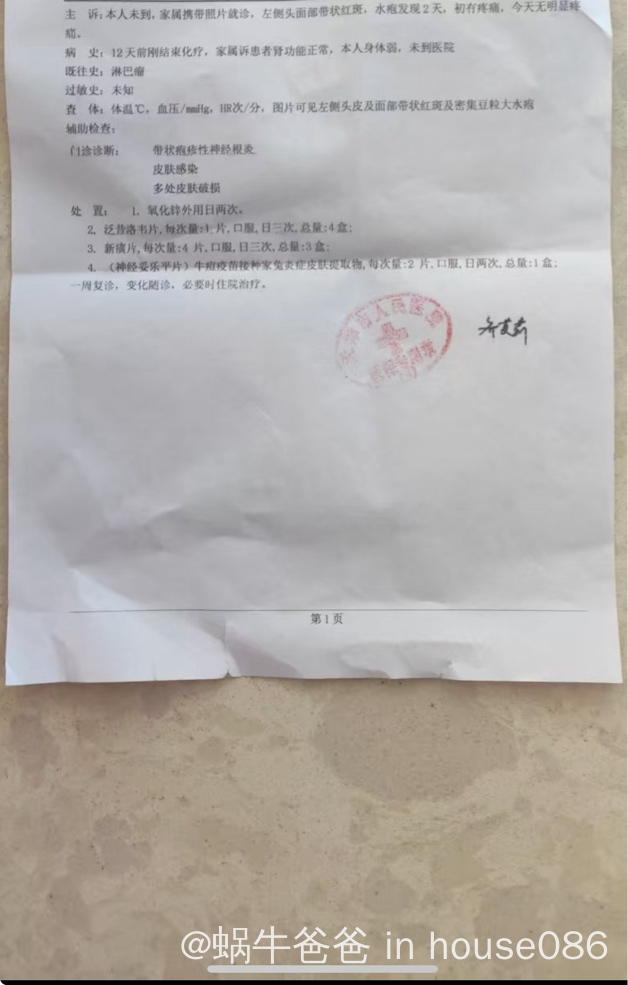 主　诉:本人未到,家属携带照片就诊,左侧头面部带状红斑,水疱发现2天,初有疼痛,今天无明显疼
痛。
病　史:12天前刚结束化疗,家属诉患者肾功能正常,本人身体弱,未到医院
既往史:淋巴瘤
过敏史:未知
查　体:体温℃,血压/mmHg,HR次/分,图片可见左侧头皮及面部带状红斑及密集豆粒大水疱
辅助检查:
门诊诊断:　带状疱疹性神经根炎
皮肤感染
多处皮肤破损
处　置:　1. 氧化锌外用日两次。
2. 泛昔洛韦片,每次量:1片,口服,日三次,总量:4盒;
3. 新癀片,每次量:4 片,口服,日三次,总量:3盒;
4. (神经妥乐平片)牛痘疫苗接种家兔炎症皮肤提取物,每次量:2 片,口服,日两次,总量:1盒;
一周复诊,变化随诊,必要时住院治疗。
市人民医院
第1页
@蜗牛爸爸 in house086